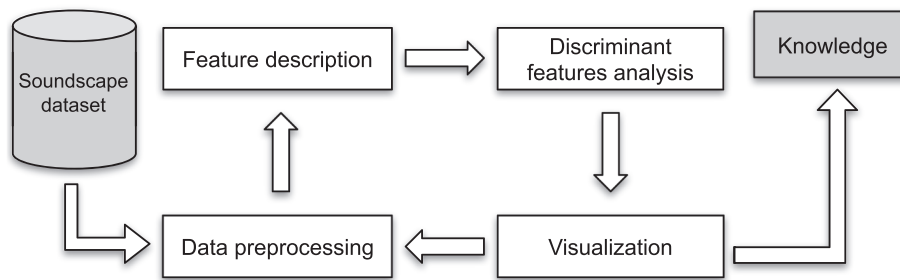 Soundscape
dataset
Feature description
Discriminant
features analysis
Knowledge
Data preprocessing
Visualization